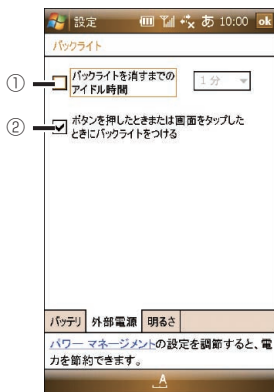 設定 あ 10:00 ok
バックライト
① バックライトを消すまでの
アイドル時間
1 分
② ボタンを押したときまたは画面をタップした
ときにバックライトをつける
バッテリ 外部電源 明るさ
パワー マネージメントの設定を調節すると、電
力を節約できます。
A